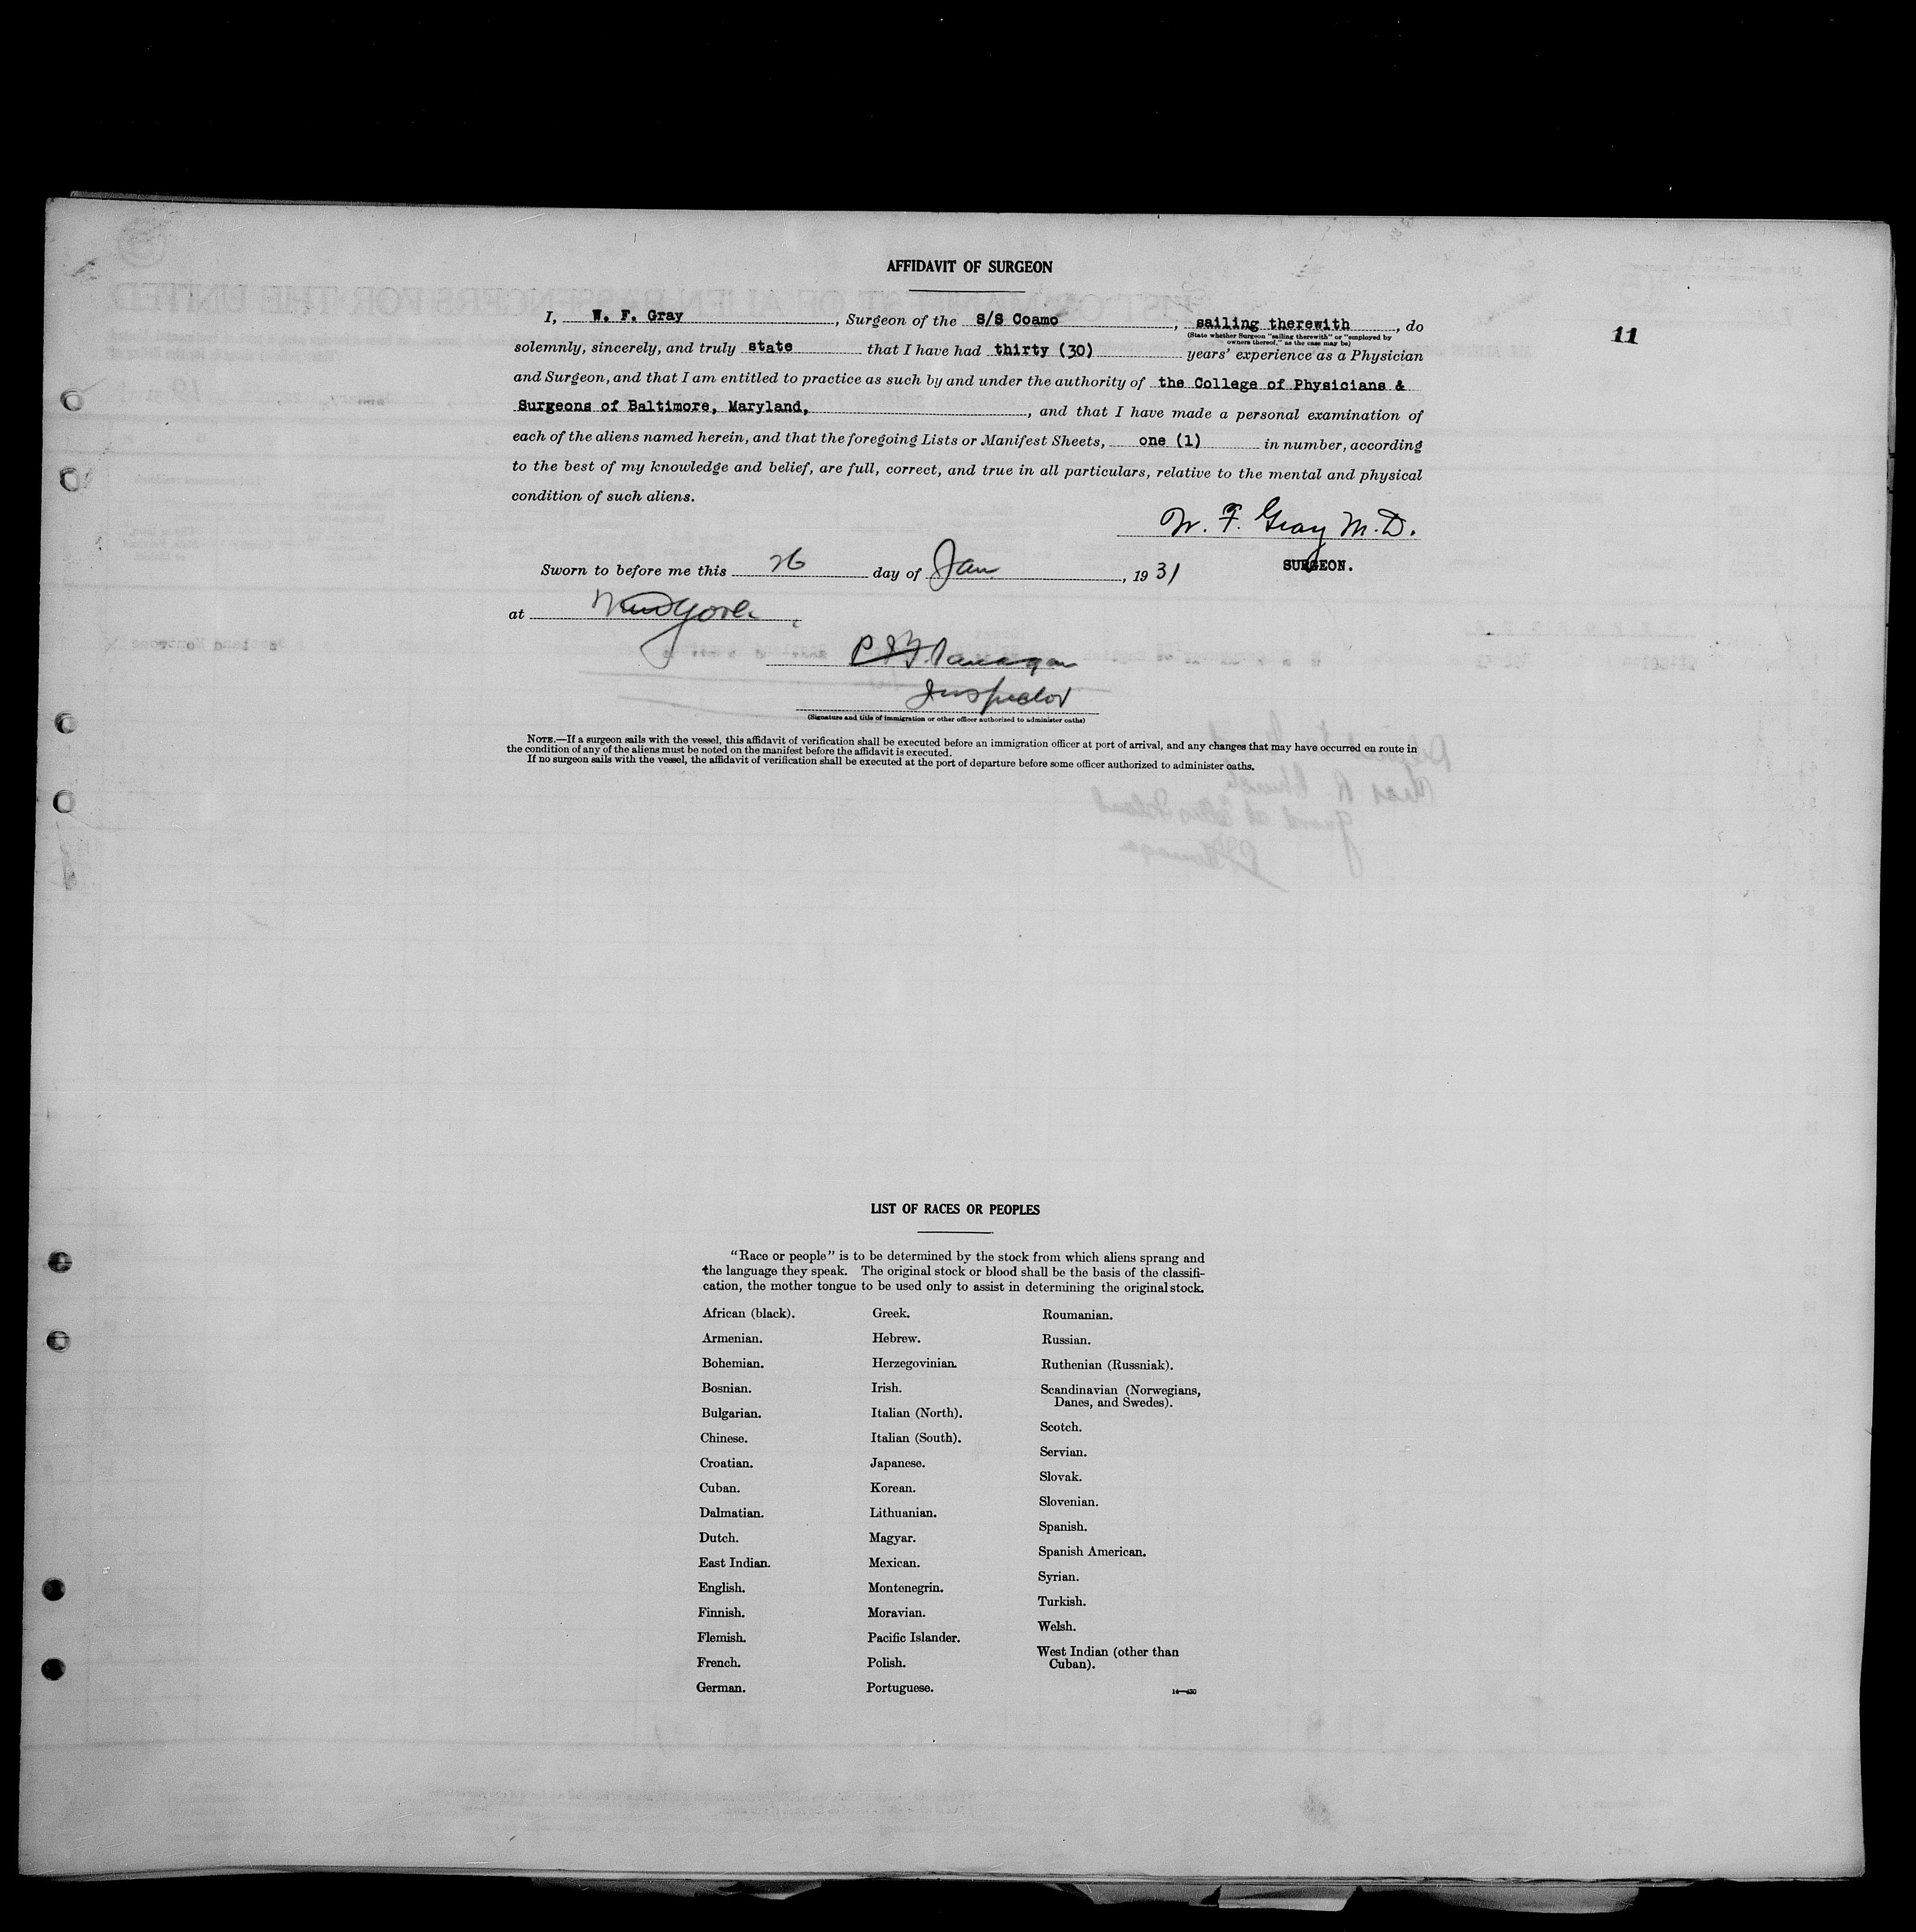 AFFIDAVIT OF SURGEON
I, W. F. Gray, Surgeon of the S/S Coamo, sailing therewith, do
(State whether Surgeon "sailing therewith" or "employed by
owners thereof," as the case may be)
11
solemnly, sincerely, and truly state that I have had thirty (30) years' experience as a Physician
and Surgeon, and that I am entitled to practice as such by and under the authority of the College of Physicians &
Surgeons of Baltimore, Maryland, , and that I have made a personal examination of
each of the aliens named herein, and that the foregoing Lists or Manifest Sheets, one (1) in number, according
to the best of my knowledge and belief, are full, correct, and true in all particulars, relative to the mental and physical
condition of such aliens.
W. F. Gray M.D.
SURGEON.
Sworn to before me this 26 day of Jan, 1931
at New York
Inspector
(Signature and title of immigration or other officer authorized to administer oaths)
NOTE.—If a surgeon sails with the vessel, this affidavit of verification shall be executed before an immigration officer at port of arrival, and any changes that may have occurred en route in
the condition of any of the aliens must be noted on the manifest before the affidavit is executed.
If no surgeon sails with the vessel, the affidavit of verification shall be executed at the port of departure before some officer authorized to administer oaths.
LIST OF RACES OR PEOPLES
"Race or people" is to be determined by the stock from which aliens sprang and
the language they speak. The original stock or blood shall be the basis of the classifi-
cation, the mother tongue to be used only to assist in determining the original stock.
African (black).
Armenian.
Bohemian.
Bosnian.
Bulgarian.
Chinese.
Croatian.
Cuban.
Dalmatian.
Dutch.
East Indian.
English.
Finnish.
Flemish.
French.
German.
Greek.
Hebrew.
Herzegovinian.
Irish.
Italian (North).
Italian (South).
Japanese.
Korean.
Lithuanian.
Magyar.
Mexican.
Montenegrin.
Moravian.
Pacific Islander.
Polish.
Portuguese.
Roumanian.
Russian.
Ruthenian (Russniak).
Scandinavian (Norwegians,
Danes, and Swedes).
Scotch.
Servian.
Slovak.
Slovenian.
Spanish.
Spanish American.
Syrian.
Turkish.
Welsh.
West Indian (other than
Cuban).
14—430